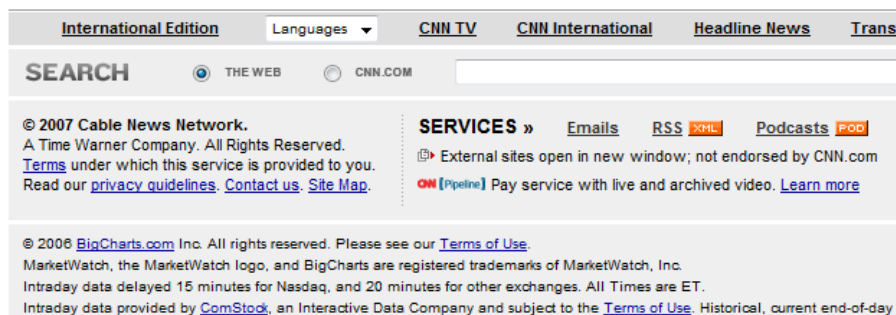 International Edition Languages CNN TV CNN International Headline News Trans
SEARCH THE WEB CNN.COM
© 2007 Cable News Network.
A Time Warner Company. All Rights Reserved.
Terms under which this service is provided to you.
Read our privacy guidelines. Contact us. Site Map.
SERVICES » Emails RSS XML Podcasts POD
External sites open in new window; not endorsed by CNN.com
CNN [Pipeline] Pay service with live and archived video. Learn more
© 2006 BigCharts.com Inc. All rights reserved. Please see our Terms of Use.
MarketWatch, the MarketWatch logo, and BigCharts are registered trademarks of MarketWatch, Inc.
Intraday data delayed 15 minutes for Nasdaq, and 20 minutes for other exchanges. All Times are ET.
Intraday data provided by ComStock, an Interactive Data Company and subject to the Terms of Use. Historical, current end-of-day